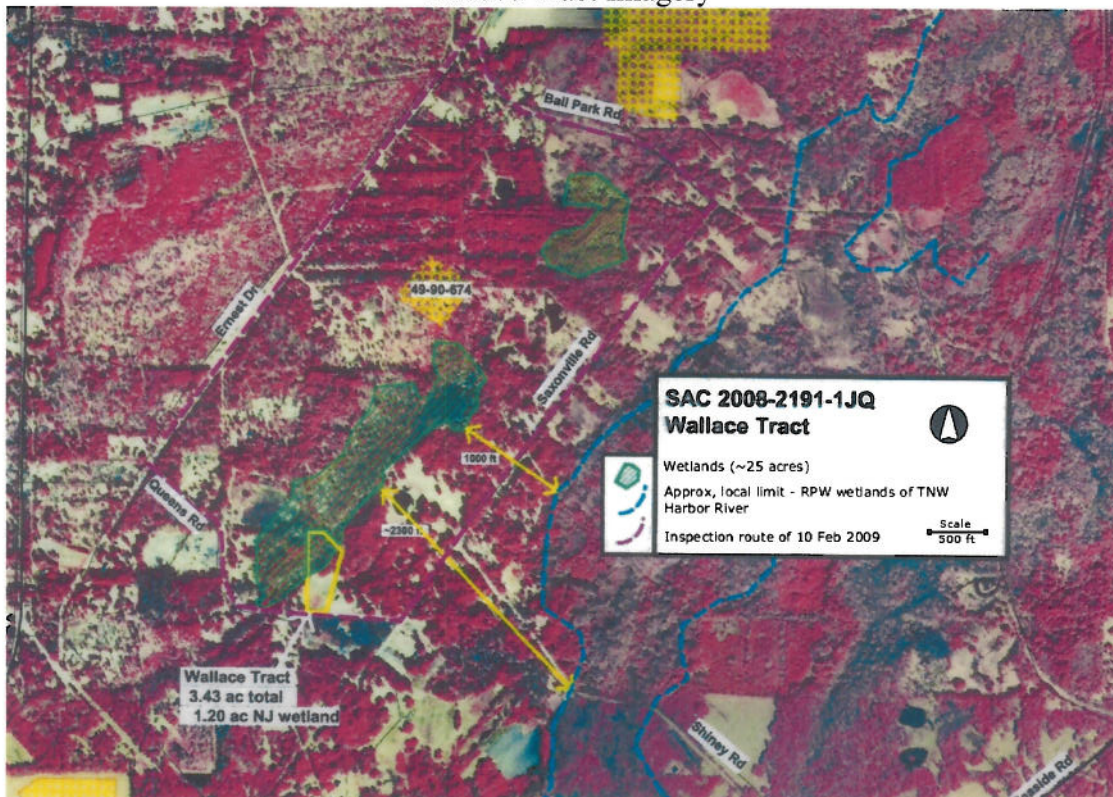 Ball Park Rd
49-90-674
Ernest Dr
Saxonville Rd
SAC 2008-2191-1JQ
Wallace Tract
Wetlands (~25 acres)
Approx, local limit - RPW wetlands of TNW
Harbor River
Inspection route of 10 Feb 2009
Scale
500 ft
1000 ft
Queens Rd
Wallace Tract
3.43 ac total
1.20 ac NJ wetland
Shiney Rd